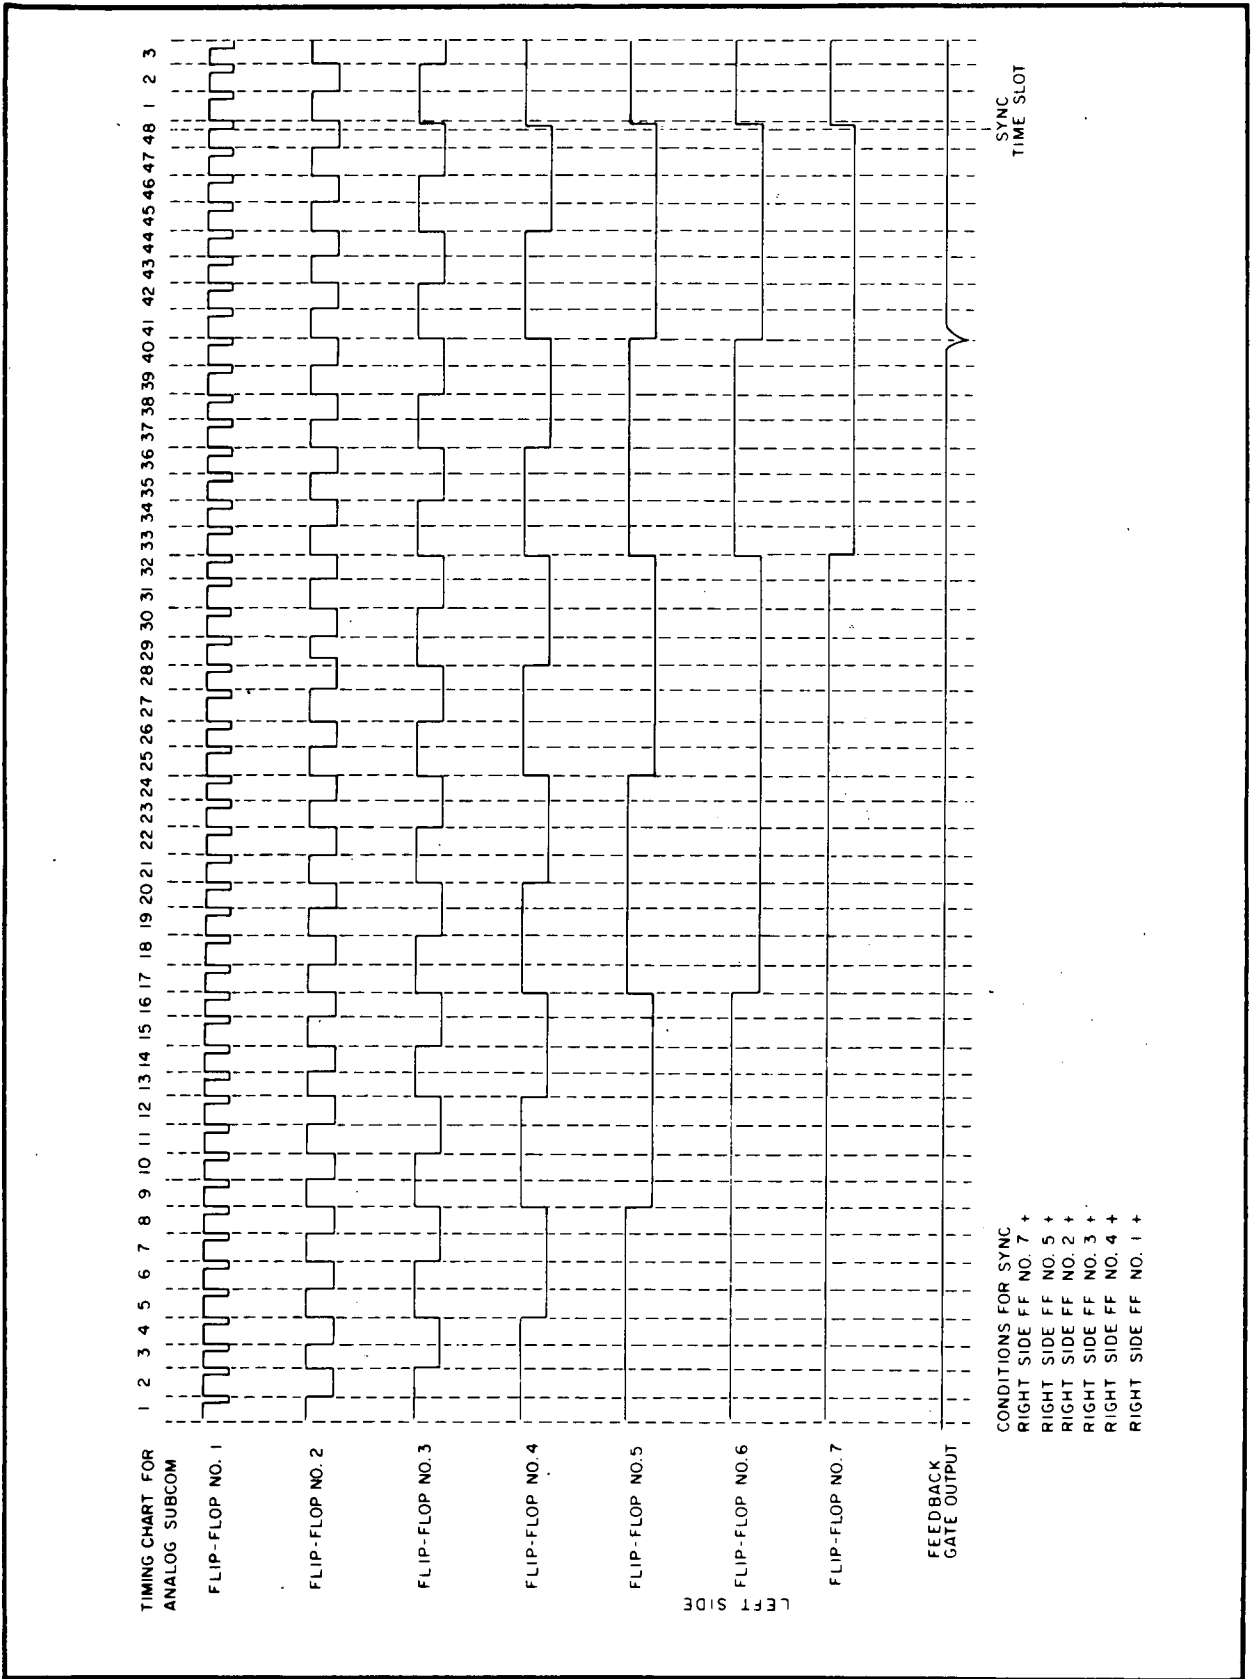 TIMING CHART FOR
ANALOG SUBCOM
1 2 3 4 5 6 7 8 9 10 11 12 13 14 15 16 17 18 19 20 21 22 23 24 25 26 27 28 29 30 31 32 33 34 35 36 37 38 39 40 41 42 43 44 45 46 47 48 1 2 3
FLIP-FLOP NO. 1
FLIP-FLOP NO. 2
FLIP-FLOP NO. 3
FLIP-FLOP NO. 4
FLIP-FLOP NO. 5
FLIP-FLOP NO. 6
FLIP-FLOP NO. 7
LEFT SIDE
FEEDBACK
GATE OUTPUT
SYNC
TIME SLOT
CONDITIONS FOR SYNC
RIGHT SIDE FF NO. 7 +
RIGHT SIDE FF NO. 5 +
RIGHT SIDE FF NO. 2 +
RIGHT SIDE FF NO. 3 +
RIGHT SIDE FF NO. 4 +
RIGHT SIDE FF NO. 1 +